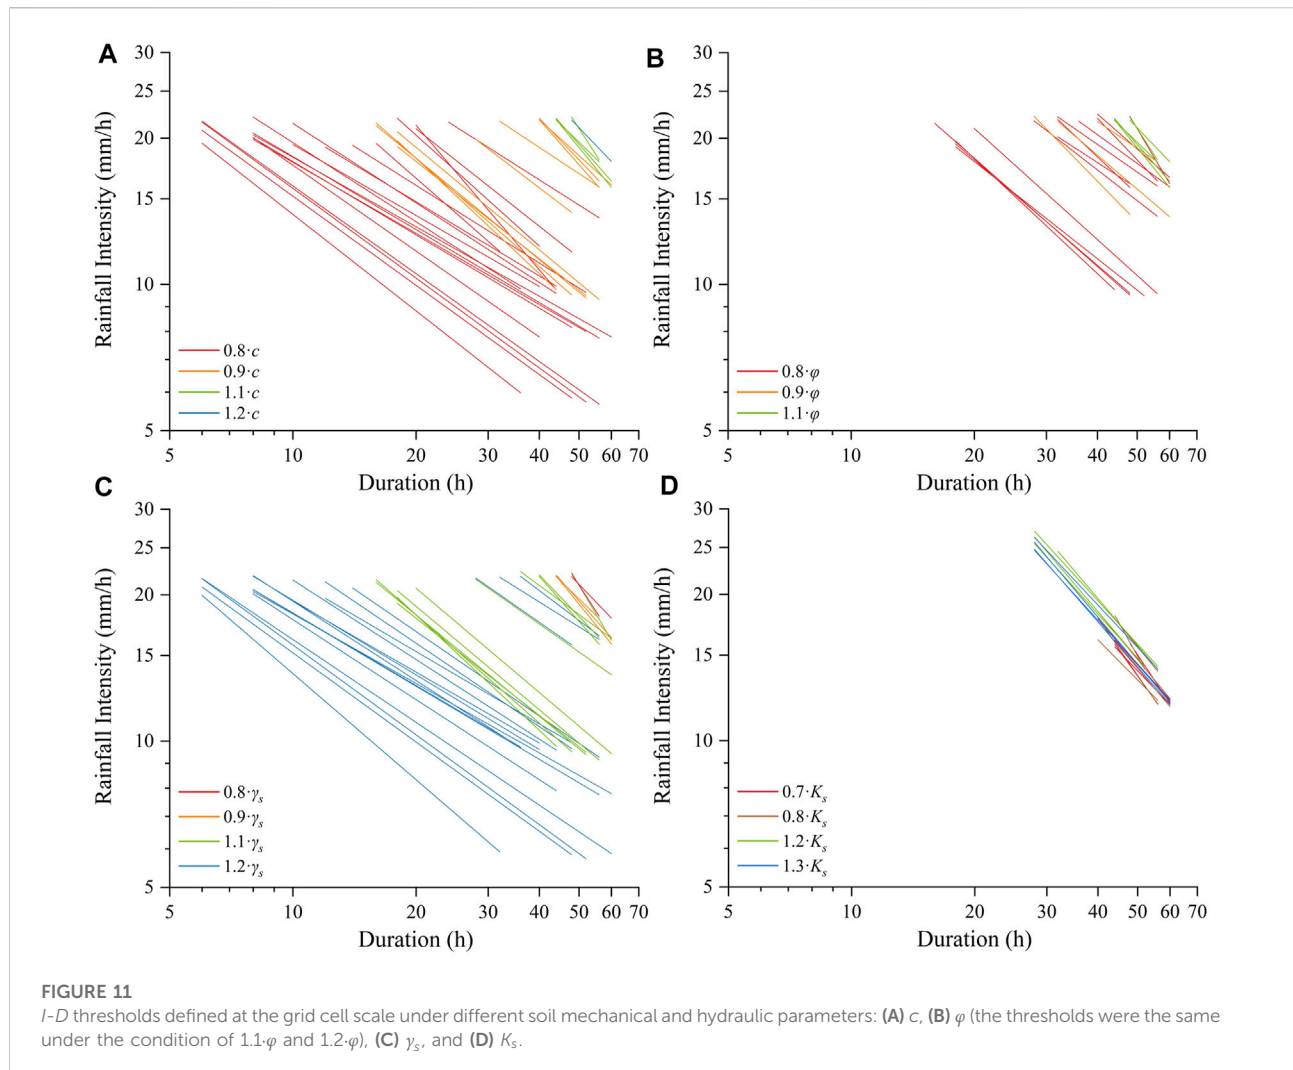 A
30
25
20
15
10
5
Rainfall Intensity (mm/h)
0.8·c
0.9·c
1.1·c
1.2·c
5 10 20 30 40 50 60 70
Duration (h)
B
30
25
20
15
10
5
Rainfall Intensity (mm/h)
0.8·φ
0.9·φ
1.1·φ
5 10 20 30 40 50 60 70
Duration (h)
C
30
25
20
15
10
5
Rainfall Intensity (mm/h)
0.8·γs
0.9·γs
1.1·γs
1.2·γs
5 10 20 30 40 50 60 70
Duration (h)
D
30
25
20
15
10
5
Rainfall Intensity (mm/h)
0.7·Ks
0.8·Ks
1.2·Ks
1.3·Ks
5 10 20 30 40 50 60 70
Duration (h)
FIGURE 11
I-D thresholds defined at the grid cell scale under different soil mechanical and hydraulic parameters: (A) c, (B) φ (the thresholds were the same
under the condition of 1.1·φ and 1.2·φ), (C) γs, and (D) Ks.